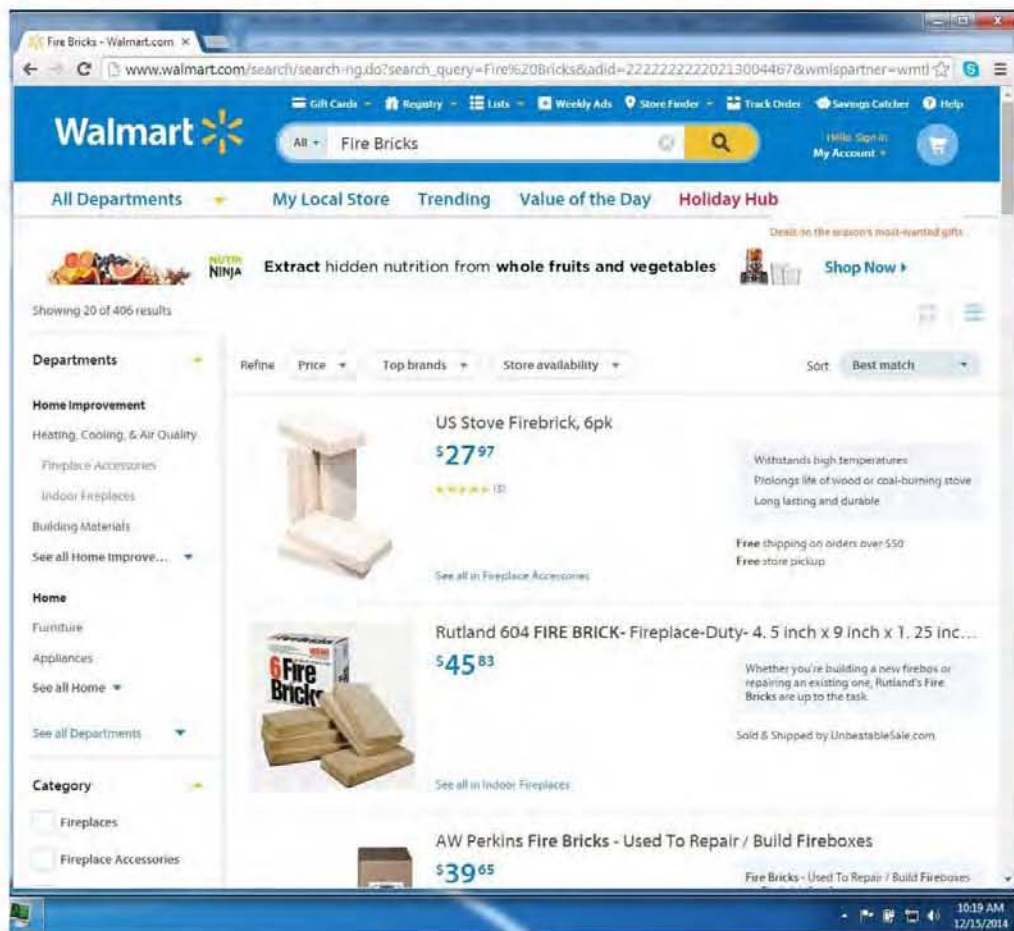 Fire Bricks - Walmart.com
www.walmart.com/search/search-ng.do?search_query=Fire%20Bricks&adid=22222222220213004467&wmlspartner=wmtl
Gift Cards Registry Lists Weekly Ads Store Finder Track Order Savings Catcher Help
Walmart
All Fire Bricks
Hello. Sign In
My Account
All Departments My Local Store Trending Value of the Day Holiday Hub
Deals on the season's most-wanted gifts
NUTRI NINJA Extract hidden nutrition from whole fruits and vegetables Shop Now
Showing 20 of 406 results
Refine Price Top brands Store availability Sort Best match
Departments
Home Improvement
Heating, Cooling, & Air Quality
Fireplace Accessories
Indoor Fireplaces
Building Materials
See all Home Improve...
Home
Furniture
Appliances
See all Home
See all Departments
Category
Fireplaces
Fireplace Accessories
US Stove Firebrick, 6pk
$27 97
(3)
Withstands high temperatures
Prolongs life of wood or coal-burning stove
Long lasting and durable
Free shipping on orders over $50
Free store pickup
See all in Fireplace Accessories
6 Fire
Bricks
Rutland 604 FIRE BRICK- Fireplace-Duty- 4. 5 inch x 9 inch x 1. 25 inc...
$45 83
Whether you're building a new firebox or
repairing an existing one, Rutland's Fire
Bricks are up to the task.
Sold & Shipped by UnbeatableSale.com
See all in Indoor Fireplaces
AW Perkins Fire Bricks - Used To Repair / Build Fireboxes
$39 65
Fire Bricks - Used To Repair / Build Fireboxes
10:19 AM
12/15/2014